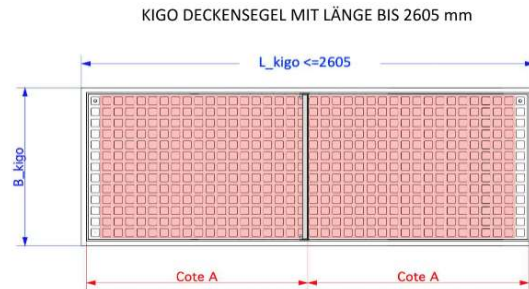 KIGO DECKENSEGEL MIT LÄNGE BIS 2605 mm
L_kigo <=2605
B_kigo
Cote A
Cote A